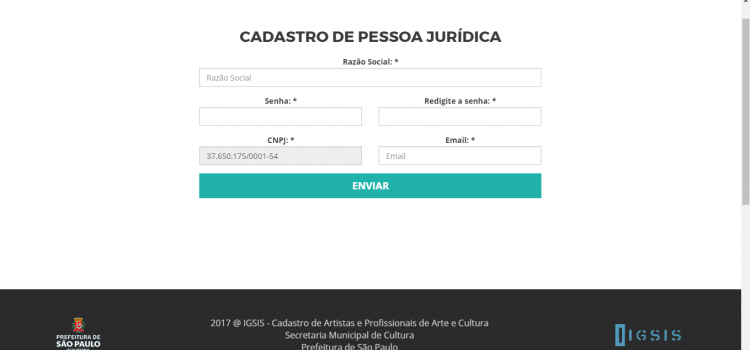 CADASTRO DE PESSOA JURÍDICA
Razão Social: *
Razão Social
Senha: *
Redigite a senha: *
CNPJ: *
Email: *
37.650.175/0001-54
Email
ENVIAR
2017 @ IGSIS - Cadastro de Artistas e Profissionais de Arte e Cultura
Secretaria Municipal de Cultura
Prefeitura de São Paulo
PREFEITURA DE
SÃO PAULO
IGSIS